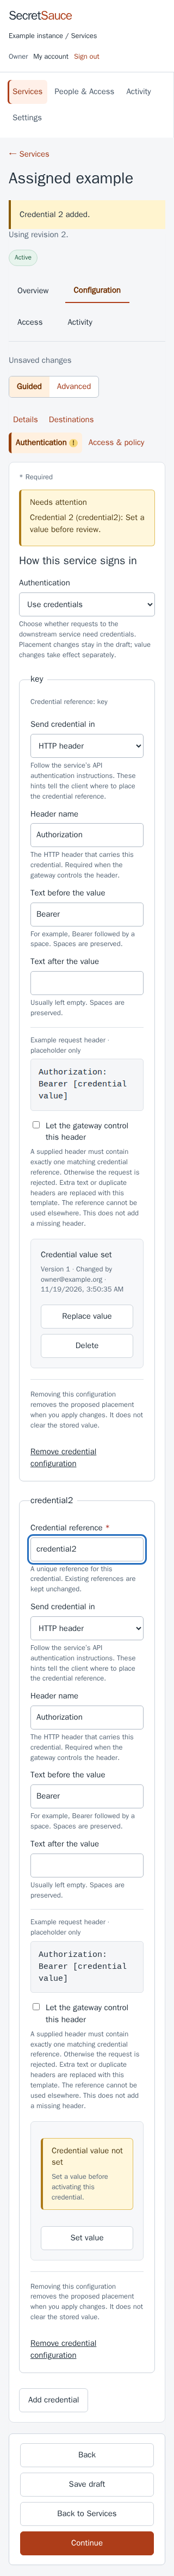 SecretSauce
Example instance / Services
Owner My account Sign out
Services People & Access Activity
Settings
← Services
Assigned example
Credential 2 added.
Using revision 2.
Active
Overview Configuration
Access Activity
Unsaved changes
Guided Advanced
Details Destinations
Authentication ! Access & policy
* Required
Needs attention
Credential 2 (credential2): Set a
value before review.
How this service signs in
Authentication
Use credentials
Choose whether requests to the
downstream service need credentials.
Placement changes stay in the draft; value
changes take effect separately.
key
Credential reference: key
Send credential in
HTTP header
Follow the service's API
authentication instructions. These
hints tell the client where to place
the credential reference.
Header name
Authorization
The HTTP header that carries this
credential. Required when the
gateway controls the header.
Text before the value
Bearer
For example, Bearer followed by a
space. Spaces are preserved.
Text after the value
Usually left empty. Spaces are
preserved.
Example request header ·
placeholder only
Authorization:
Bearer [credential
value]
Let the gateway control
this header
A supplied header must contain
exactly one matching credential
reference. Otherwise the request is
rejected. Extra text or duplicate
headers are replaced with this
template. The reference cannot be
used elsewhere. This does not add
a missing header.
Credential value set
Version 1 · Changed by
owner@example.org ·
11/19/2026, 3:50:35 AM
Replace value
Delete
Removing this configuration
removes the proposed placement
when you apply changes. It does not
clear the stored value.
Remove credential
configuration
credential2
Credential reference *
credential2
A unique reference for this
credential. Existing references are
kept unchanged.
Send credential in
HTTP header
Follow the service's API
authentication instructions. These
hints tell the client where to place
the credential reference.
Header name
Authorization
The HTTP header that carries this
credential. Required when the
gateway controls the header.
Text before the value
Bearer
For example, Bearer followed by a
space. Spaces are preserved.
Text after the value
Usually left empty. Spaces are
preserved.
Example request header ·
placeholder only
Authorization:
Bearer [credential
value]
Let the gateway control
this header
A supplied header must contain
exactly one matching credential
reference. Otherwise the request is
rejected. Extra text or duplicate
headers are replaced with this
template. The reference cannot be
used elsewhere. This does not add
a missing header.
Credential value not
set
Set a value before
activating this
credential.
Set value
Removing this configuration
removes the proposed placement
when you apply changes. It does not
clear the stored value.
Remove credential
configuration
Add credential
Back
Save draft
Back to Services
Continue